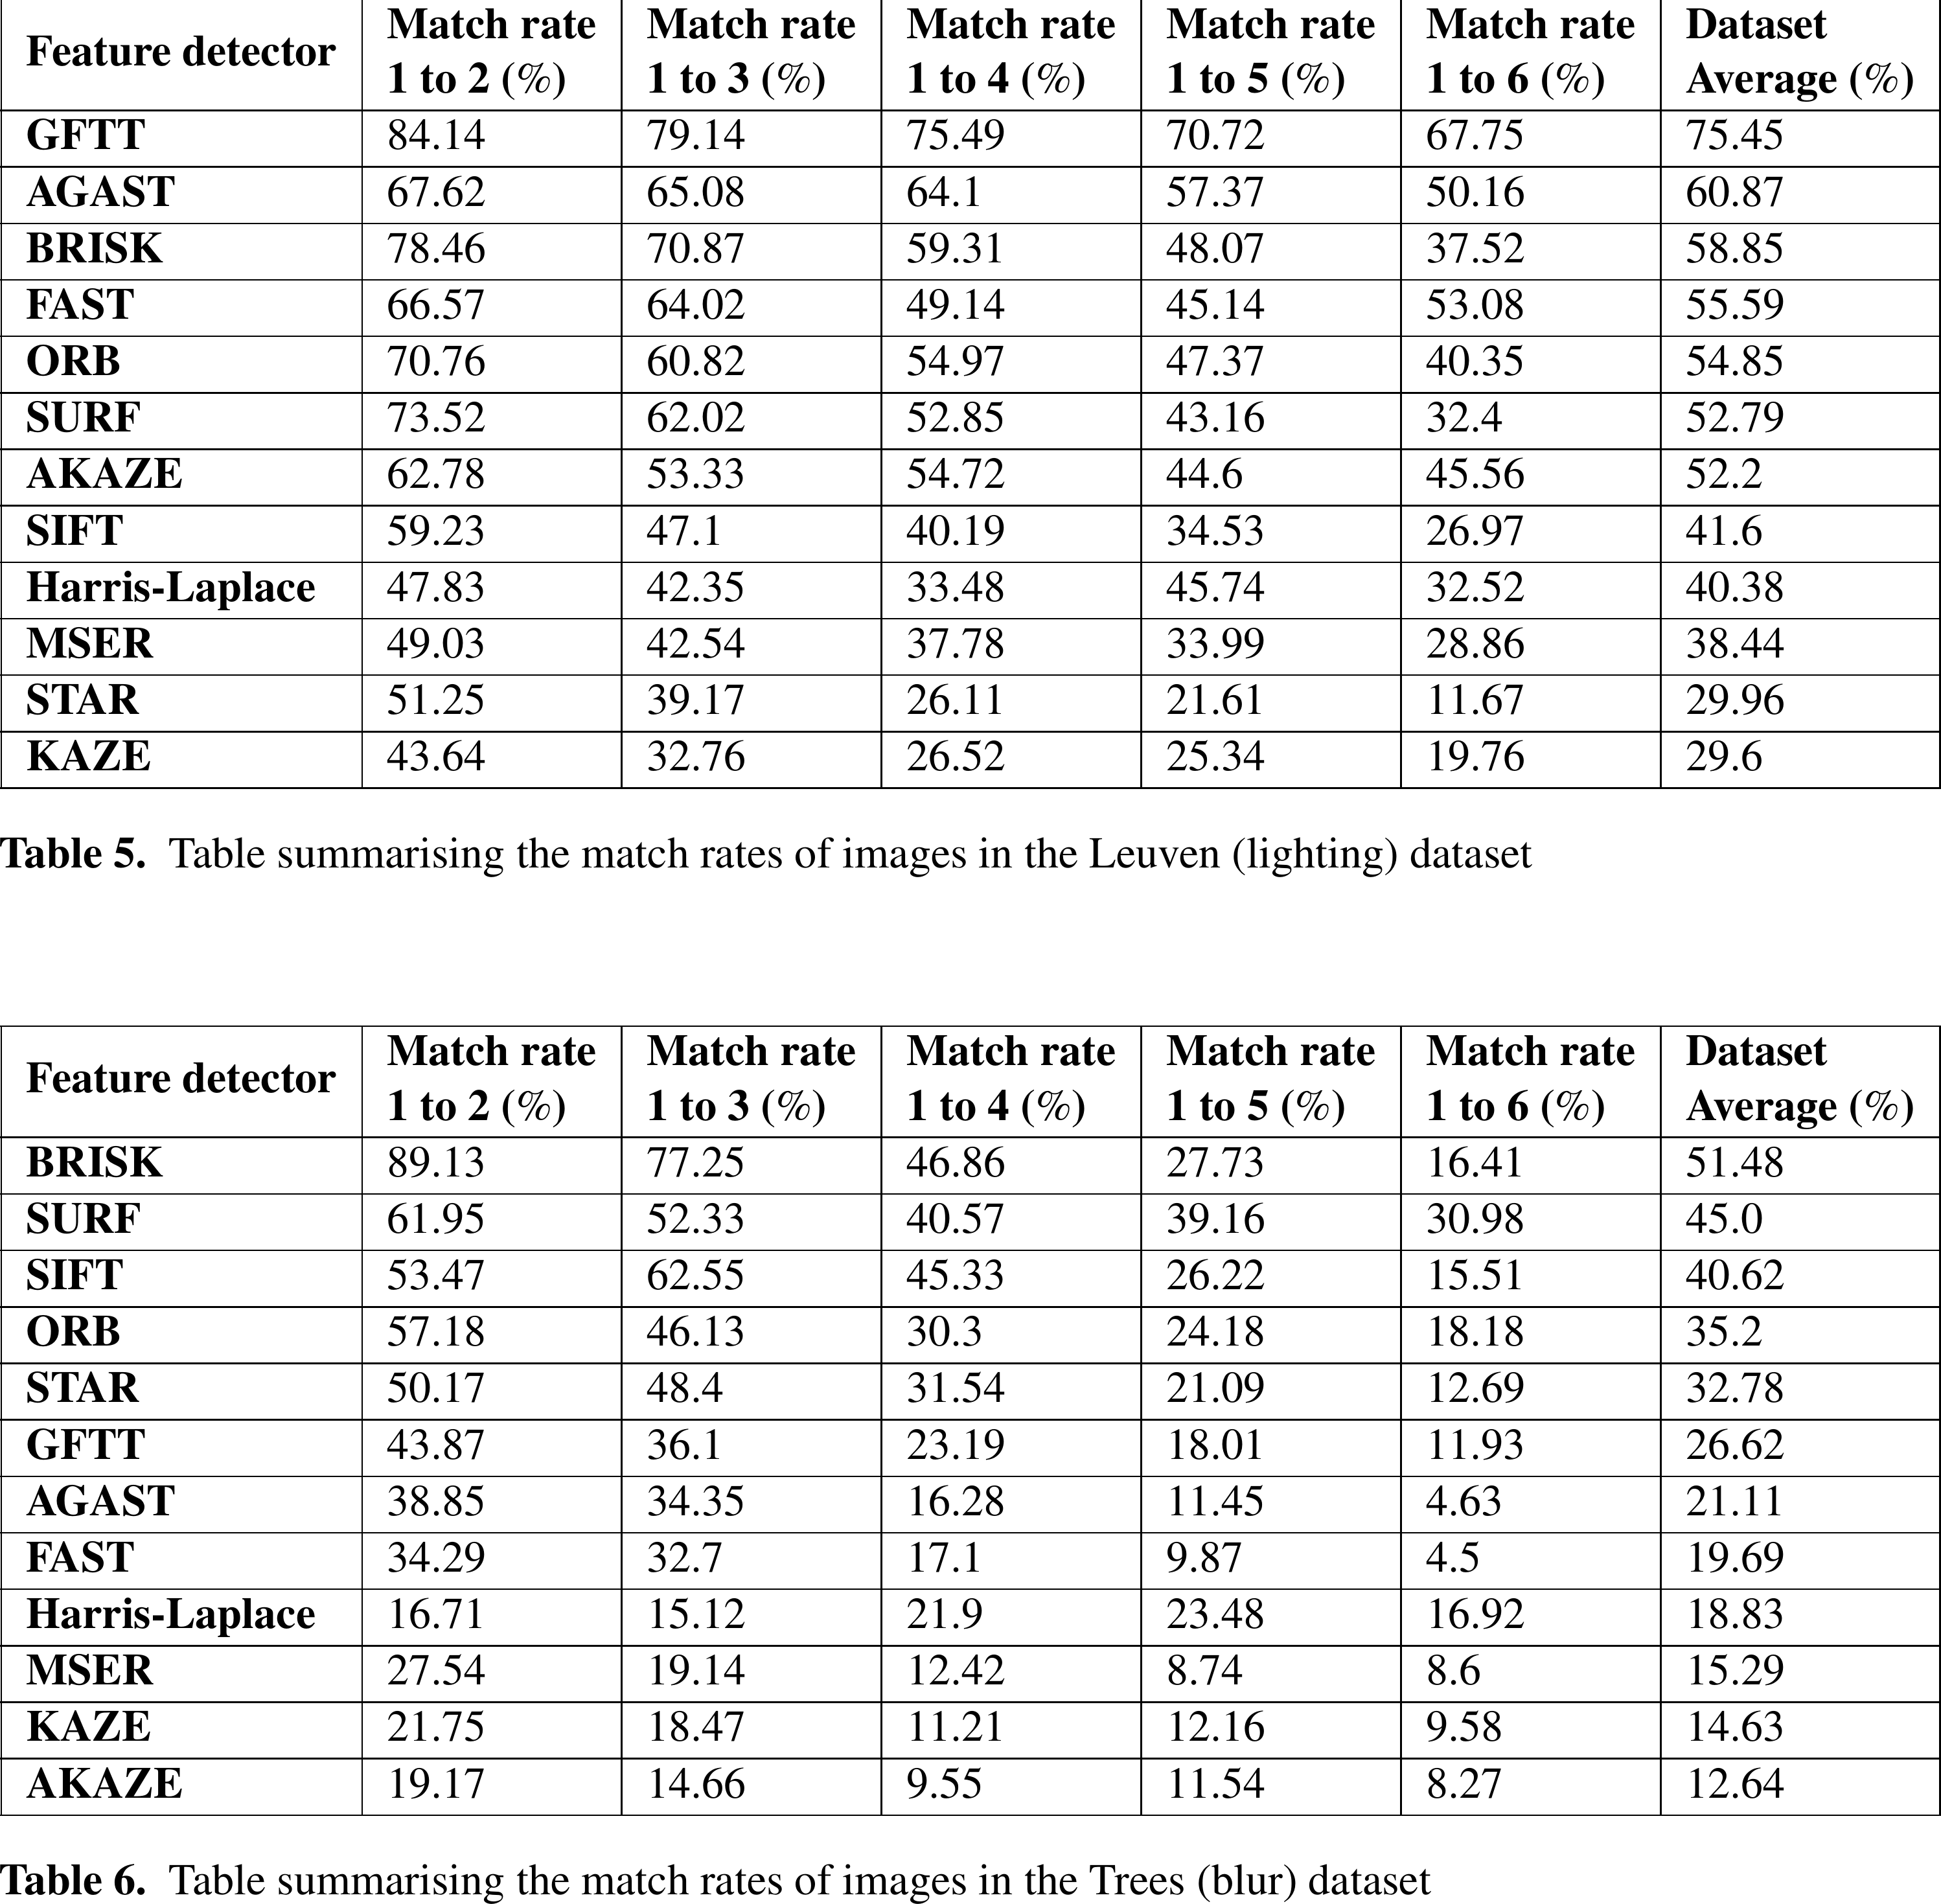 Feature detector Match rate 1 to 2 (%) Match rate 1 to 3 (%) Match rate 1 to 4 (%) Match rate 1 to 5 (%) Match rate 1 to 6 (%) Dataset Average (%)
GFTT 84.14 79.14 75.49 70.72 67.75 75.45
AGAST 67.62 65.08 64.1 57.37 50.16 60.87
BRISK 78.46 70.87 59.31 48.07 37.52 58.85
FAST 66.57 64.02 49.14 45.14 53.08 55.59
ORB 70.76 60.82 54.97 47.37 40.35 54.85
SURF 73.52 62.02 52.85 43.16 32.4 52.79
AKAZE 62.78 53.33 54.72 44.6 45.56 52.2
SIFT 59.23 47.1 40.19 34.53 26.97 41.6
Harris-Laplace 47.83 42.35 33.48 45.74 32.52 40.38
MSER 49.03 42.54 37.78 33.99 28.86 38.44
STAR 51.25 39.17 26.11 21.61 11.67 29.96
KAZE 43.64 32.76 26.52 25.34 19.76 29.6
Table 5. Table summarising the match rates of images in the Leuven (lighting) dataset
Feature detector Match rate 1 to 2 (%) Match rate 1 to 3 (%) Match rate 1 to 4 (%) Match rate 1 to 5 (%) Match rate 1 to 6 (%) Dataset Average (%)
BRISK 89.13 77.25 46.86 27.73 16.41 51.48
SURF 61.95 52.33 40.57 39.16 30.98 45.0
SIFT 53.47 62.55 45.33 26.22 15.51 40.62
ORB 57.18 46.13 30.3 24.18 18.18 35.2
STAR 50.17 48.4 31.54 21.09 12.69 32.78
GFTT 43.87 36.1 23.19 18.01 11.93 26.62
AGAST 38.85 34.35 16.28 11.45 4.63 21.11
FAST 34.29 32.7 17.1 9.87 4.5 19.69
Harris-Laplace 16.71 15.12 21.9 23.48 16.92 18.83
MSER 27.54 19.14 12.42 8.74 8.6 15.29
KAZE 21.75 18.47 11.21 12.16 9.58 14.63
AKAZE 19.17 14.66 9.55 11.54 8.27 12.64
Table 6. Table summarising the match rates of images in the Trees (blur) dataset